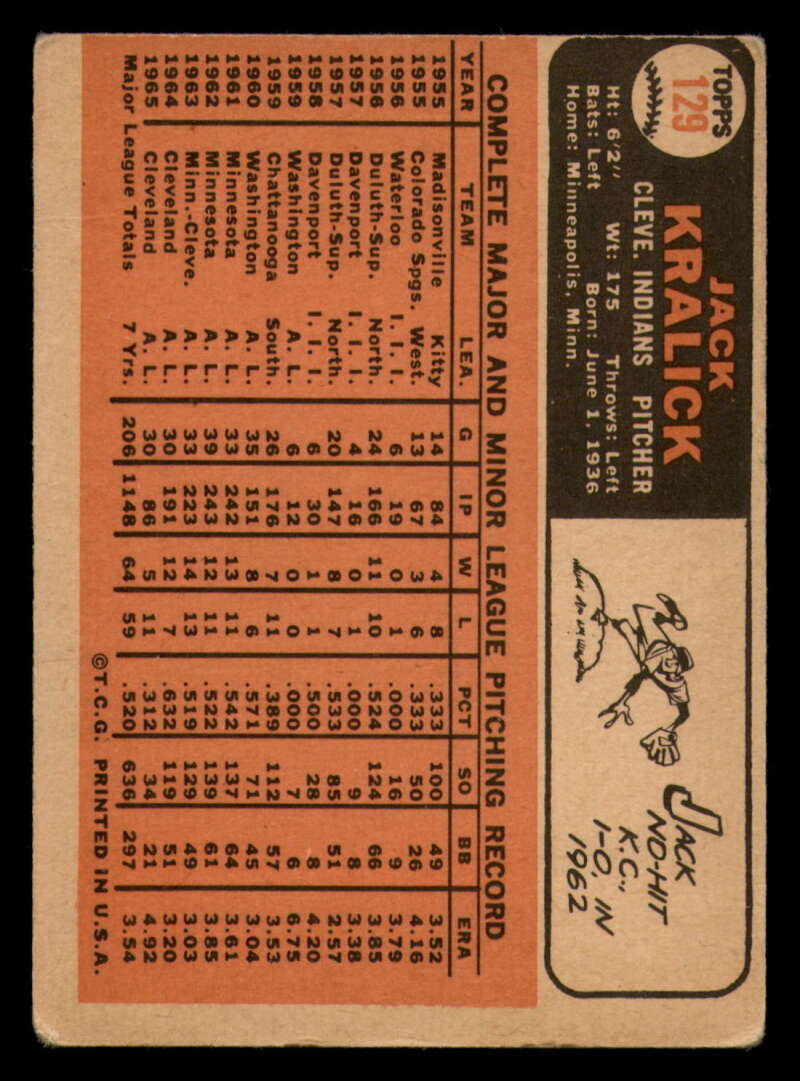 TOPPS
129
JACK
KRALICK
CLEVE. INDIANS PITCHER
Ht: 6'2" Wt: 175 Throws: Left
Bats: Left Born: June 1, 1936
Home: Minneapolis, Minn.
JACK
NO-HIT
K.C.,
1-0, IN
1962
COMPLETE MAJOR AND MINOR LEAGUE PITCHING RECORD
YEAR TEAM LEA. G IP W L PCT SO BB ERA
1955 Madisonville Kitty 14 84 4 8 .333 100 49 3.52
1955 Colorado Spgs. West. 13 67 3 6 .333 50 26 4.16
1956 Waterloo I. I. I. 6 19 0 1 .000 16 9 3.79
1956 Duluth-Sup. North. 24 166 11 10 .524 124 66 3.85
1957 Davenport I. I. I. 4 16 0 1 .000 9 8 3.38
1957 Duluth-Sup. North. 20 147 8 7 .533 85 51 2.57
1958 Davenport I. I. I. 6 30 1 1 .500 28 8 4.20
1959 Washington A. L. 6 12 0 0 .000 7 6 6.75
1959 Chattanooga South. 26 176 7 11 .389 112 57 3.53
1960 Washington A. L. 35 151 8 6 .571 71 45 3.04
1961 Minnesota A. L. 33 242 13 11 .542 137 64 3.61
1962 Minnesota A. L. 39 243 12 11 .522 139 61 3.85
1963 Minn.-Cleve. A. L. 33 223 14 13 .519 129 49 3.03
1964 Cleveland A. L. 30 191 12 7 .632 119 51 3.20
1965 Cleveland A. L. 30 86 5 11 .312 34 21 4.92
Major League Totals 7 Yrs. 206 1148 64 59 .520 636 297 3.54
©T.C.G. PRINTED IN U.S.A.